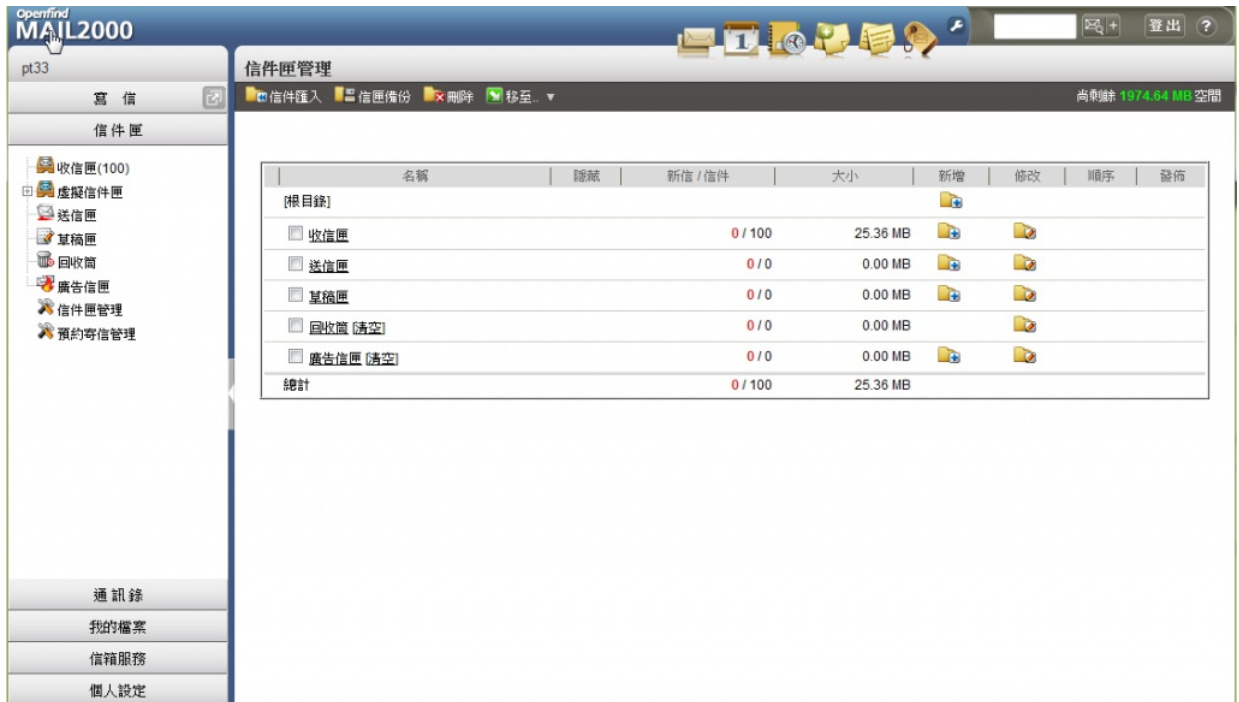 Openfind
MAIL2000
1
登出 ?
pt33
信件匣管理
寫 信
信件匯入 信匣備份 刪除 移至.. ▼ 尚剩餘 1974.64 MB 空間
信件匣
收信匣(100)
虛擬信件匣
送信匣
草稿匣
回收筒
廣告信匣
信件匣管理
預約寄信管理
名稱 隱藏 新信 / 信件 大小 新增 修改 順序 發佈
[根目錄]
收信匣 0 / 100 25.36 MB
送信匣 0 / 0 0.00 MB
草稿匣 0 / 0 0.00 MB
回收筒 [清空] 0 / 0 0.00 MB
廣告信匣 [清空] 0 / 0 0.00 MB
總計 0 / 100 25.36 MB
通訊錄
我的檔案
信箱服務
個人設定